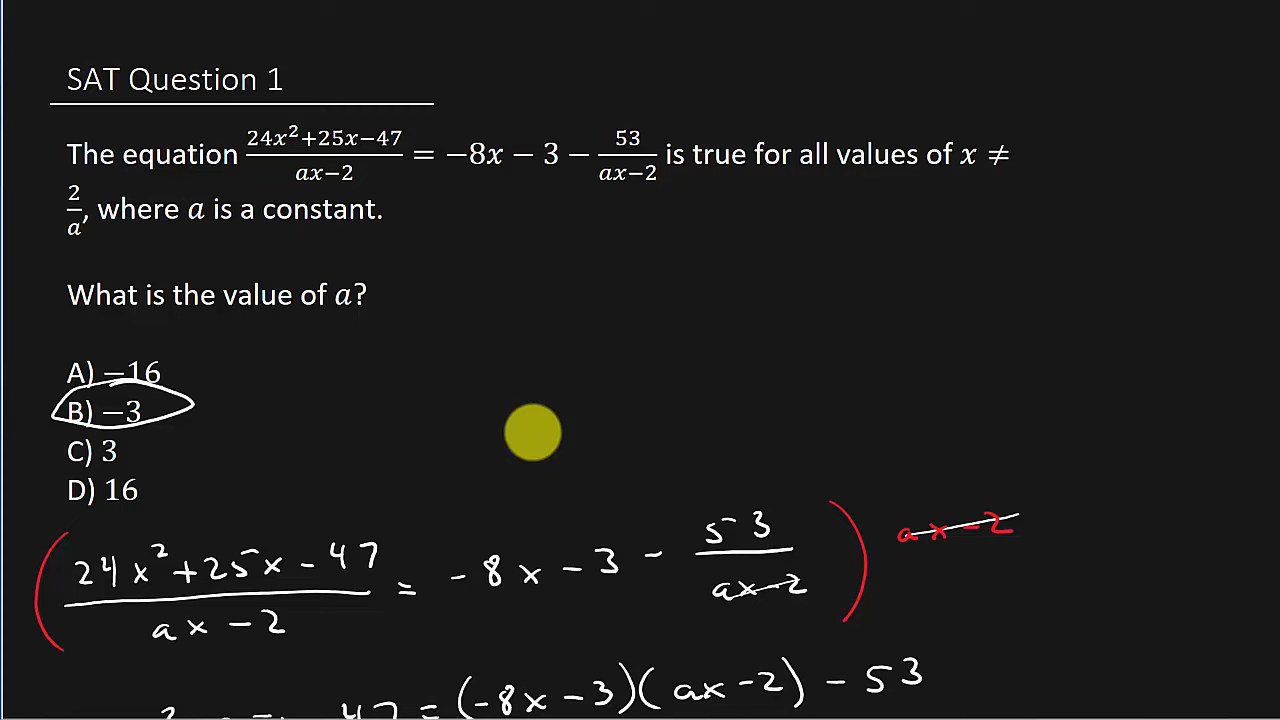 SAT Question 1
The equation (24x²+25x−47)/(ax−2) = −8x − 3 − 53/(ax−2) is true for all values of x ≠
2/a, where a is a constant.
What is the value of a?
A) −16
B) −3
C) 3
D) 16
(24x²+25x−47)/(ax−2) = −8x − 3 − 53/(ax−2) ) ax−2
47 = (−8x − 3)(ax − 2) − 53